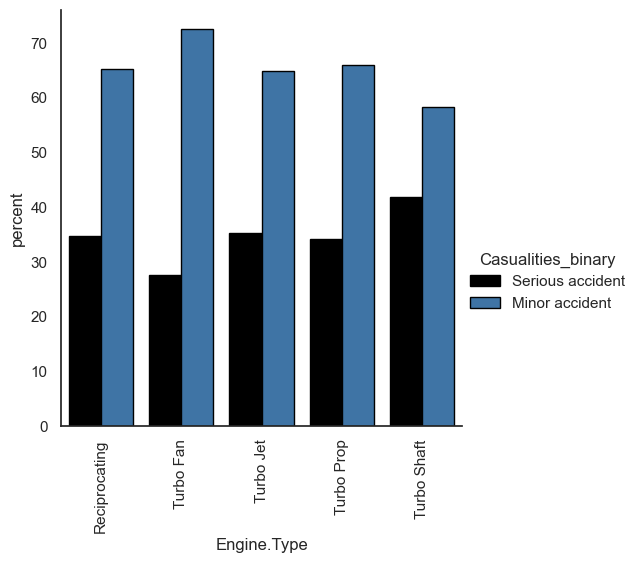 70
60
50
40
30
20
10
0
percent
Reciprocating
Turbo Fan
Turbo Jet
Turbo Prop
Turbo Shaft
Engine.Type
Casualities_binary
Serious accident
Minor accident